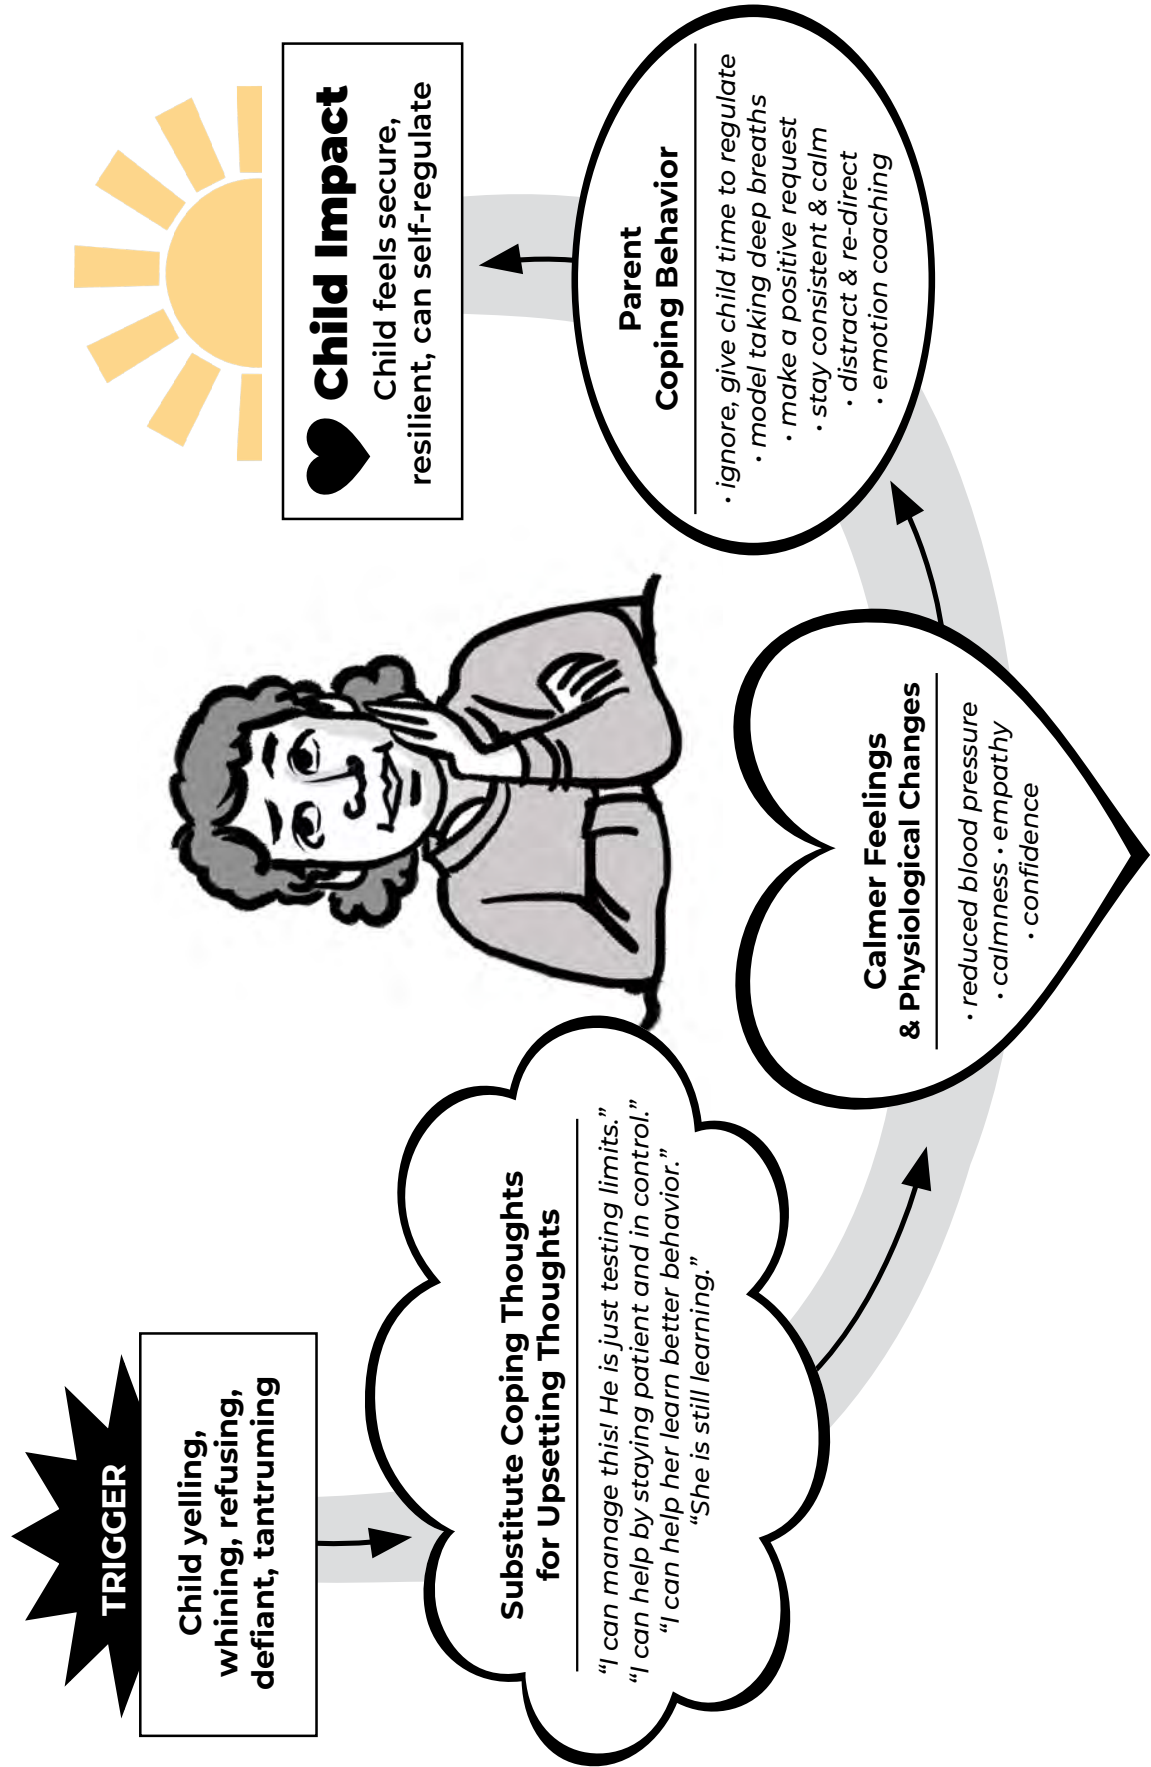 TRIGGER
Child yelling,
whining, refusing,
defiant, tantruming
Substitute Coping Thoughts
for Upsetting Thoughts
“I can manage this! He is just testing limits.”
“I can help by staying patient and in control.”
“I can help her learn better behavior.”
“She is still learning.”
Calmer Feelings
& Physiological Changes
• reduced blood pressure
• calmness • empathy
• confidence
Parent
Coping Behavior
• ignore, give child time to regulate
• model taking deep breaths
• make a positive request
• stay consistent & calm
• distract & re-direct
• emotion coaching
Child Impact
Child feels secure,
resilient, can self-regulate